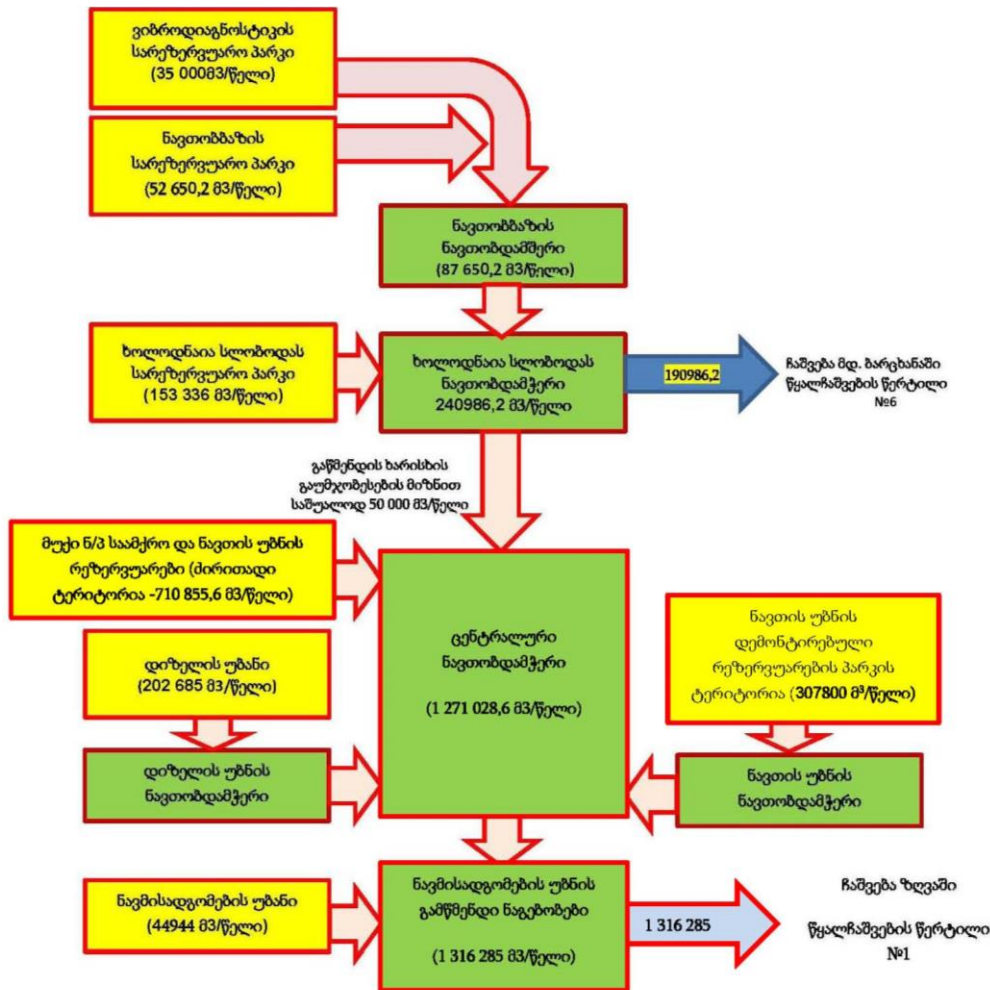 ვიბროდიაგნოსტიკის
სარეზერვუარო პარკი
(35 000მ3/წელი)
ნავთობბაზის
სარეზერვუარო პარკი
(52 650,2 მ3/წელი)
ნავთობბაზის
ნავთობდამშერი
(87 650,2 მ3/წელი)
ხოლოდნაია სლობოდას
სარეზერვუარო პარკი
(153 336 მ3/წელი)
ხოლოდნაია სლობოდას
ნავთობდამჭერი
240986,2 მ3/წელი
190986,2
ჩაშვება მდ. ბარცხანაში
წყალჩაშვების წერტილი
№6
გაწმენდის ხარისხის
გაუმჯობესების მიზნით
საშუალოდ 50 000 მ3/წელი
მუქი ნ/პ საამქრო და ნავთის უბნის
რეზერვუარები (ძირითადი
ტერიტორია -710 855,6 მ3/წელი)
ცენტრალური
ნავთობდამჭერი
(1 271 028,6 მ3/წელი)
ნავთის უბნის
დემონტირებული
რეზერვუარების პარკის
ტერიტორია (307800 მ³/წელი)
დიზელის უბანი
(202 685 მ3/წელი)
დიზელის უბნის
ნავთობდამჭერი
ნავთის უბნის
ნავთობდამჭერი
ნავმისადგომების უბანი
(44944 მ3/წელი)
ნავმისადგომების უბნის
გამწმენდი ნაგებობები
(1 316 285 მ3/წელი)
1 316 285
ჩაშვება ზღვაში
წყალჩაშვების წერტილი
№1